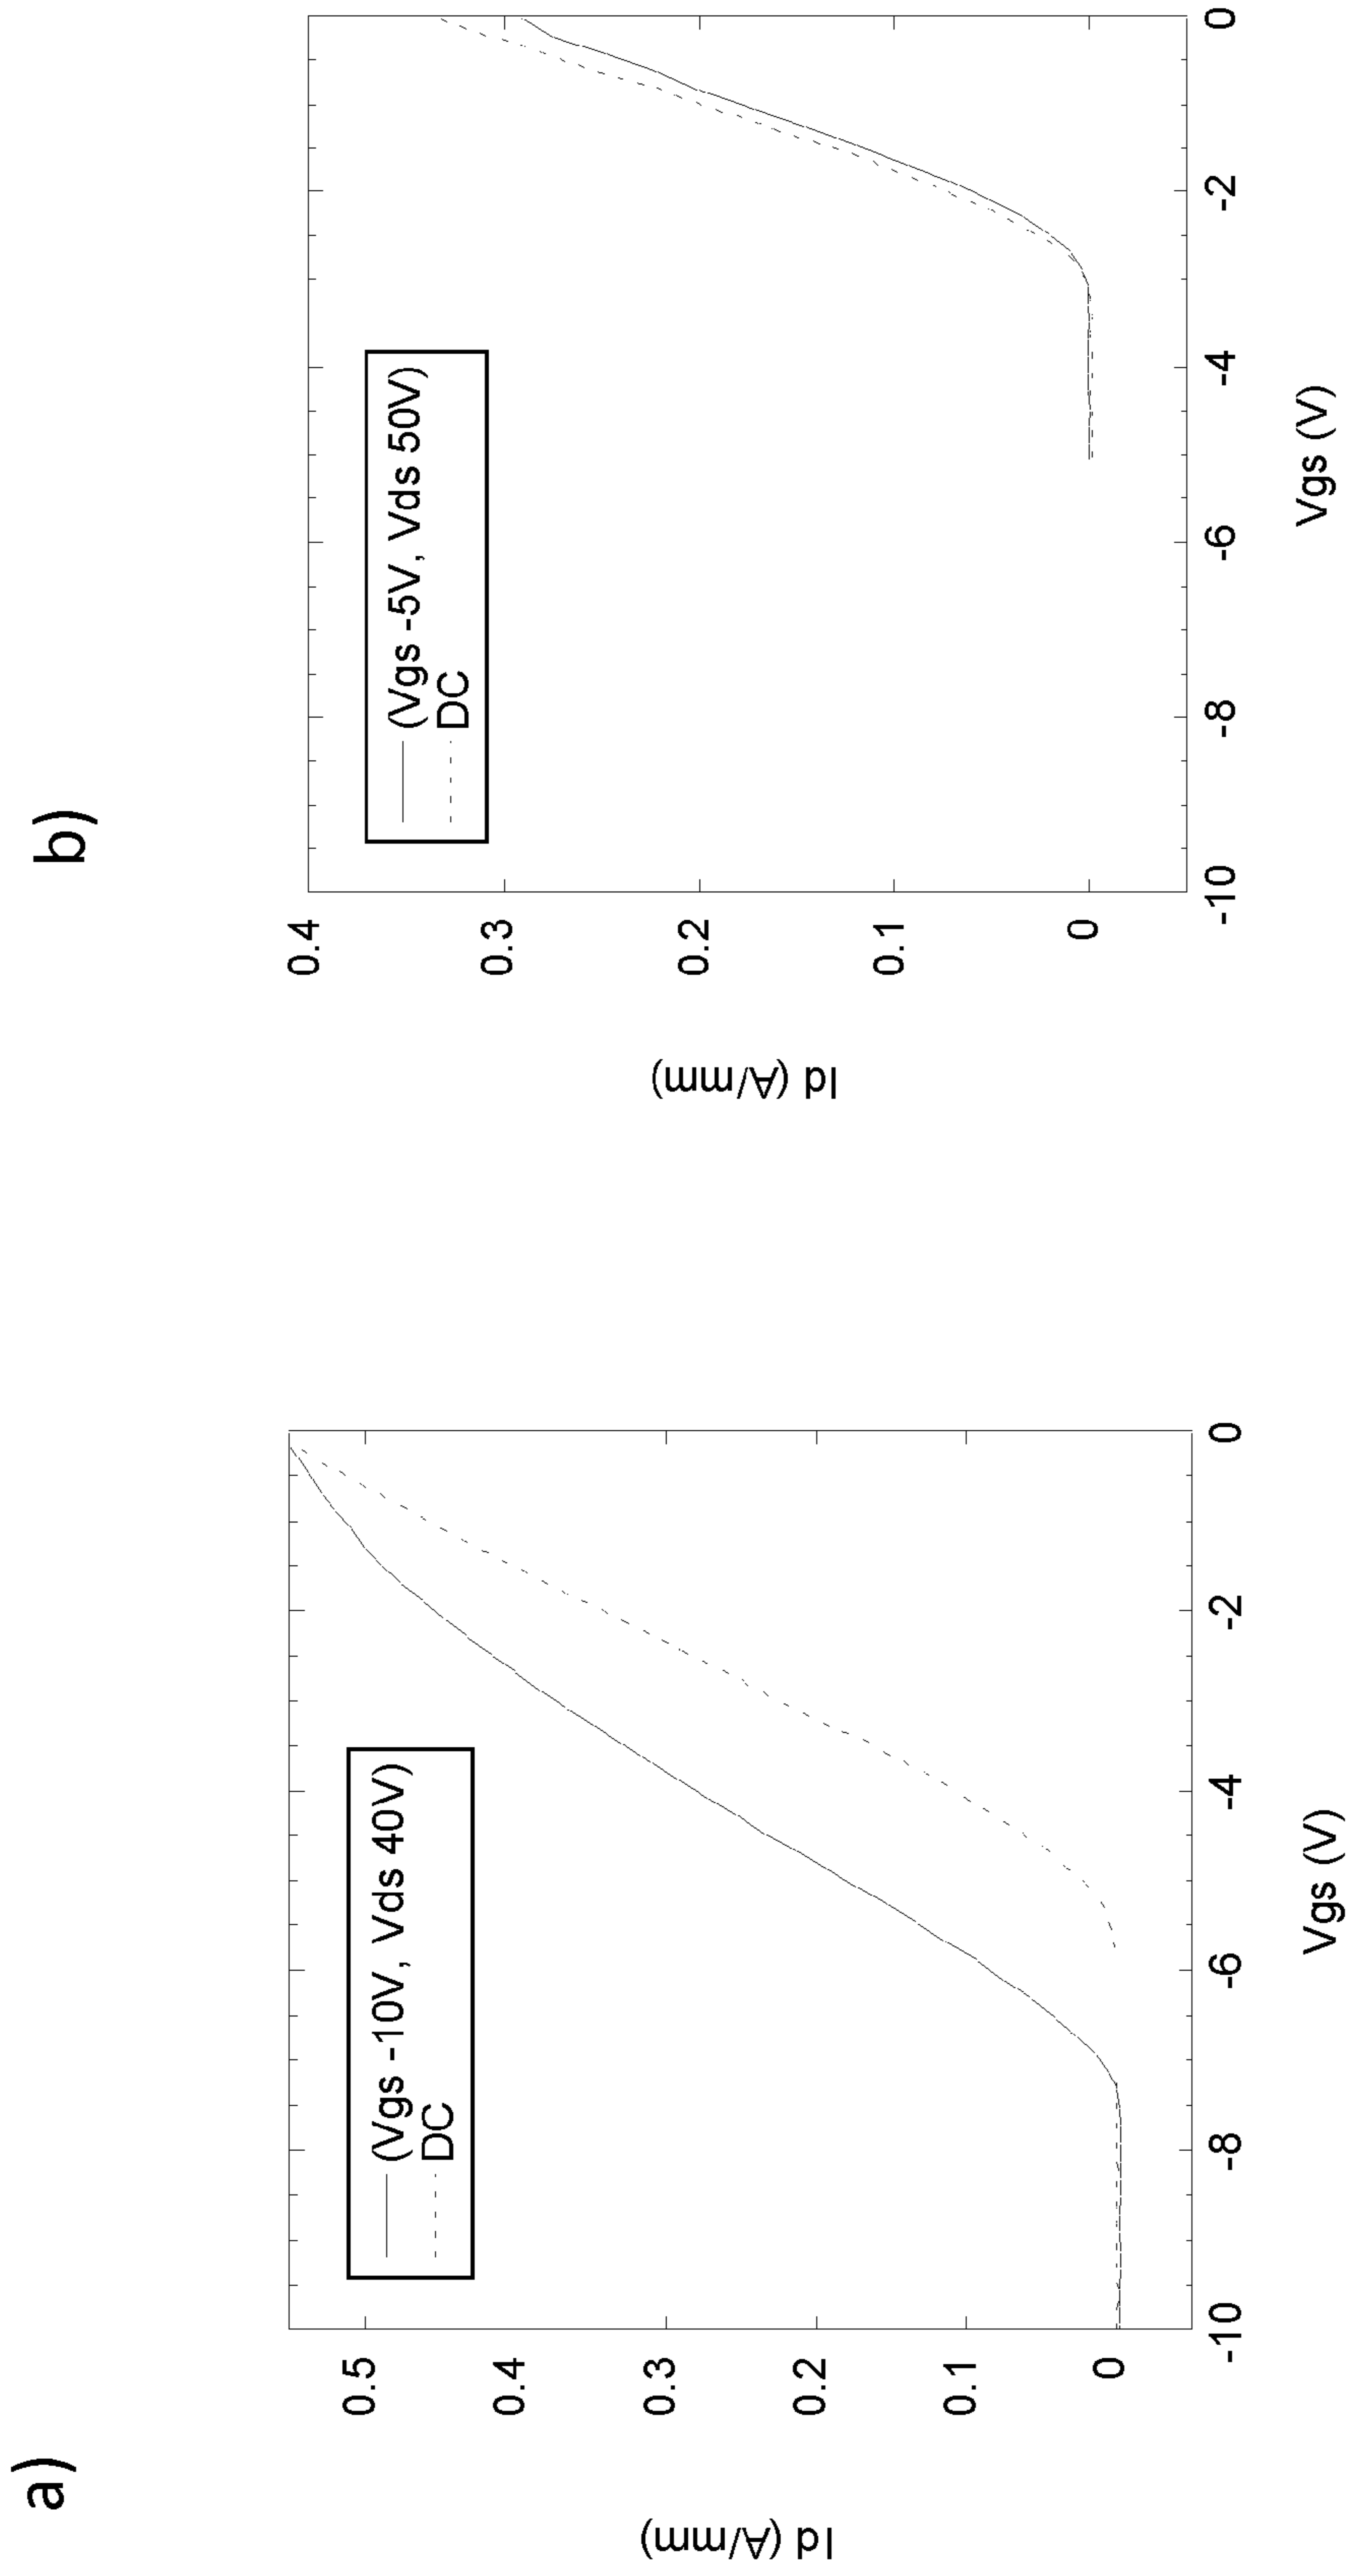 a)
(Vgs -10V, Vds 40V)
DC
0.5
0.4
0.3
0.2
0.1
0
-10
-8
-6
-4
-2
0
Id (A/mm)
Vgs (V)
b)
(Vgs -5V, Vds 50V)
DC
0.4
0.3
0.2
0.1
0
-10
-8
-6
-4
-2
0
Id (A/mm)
Vgs (V)